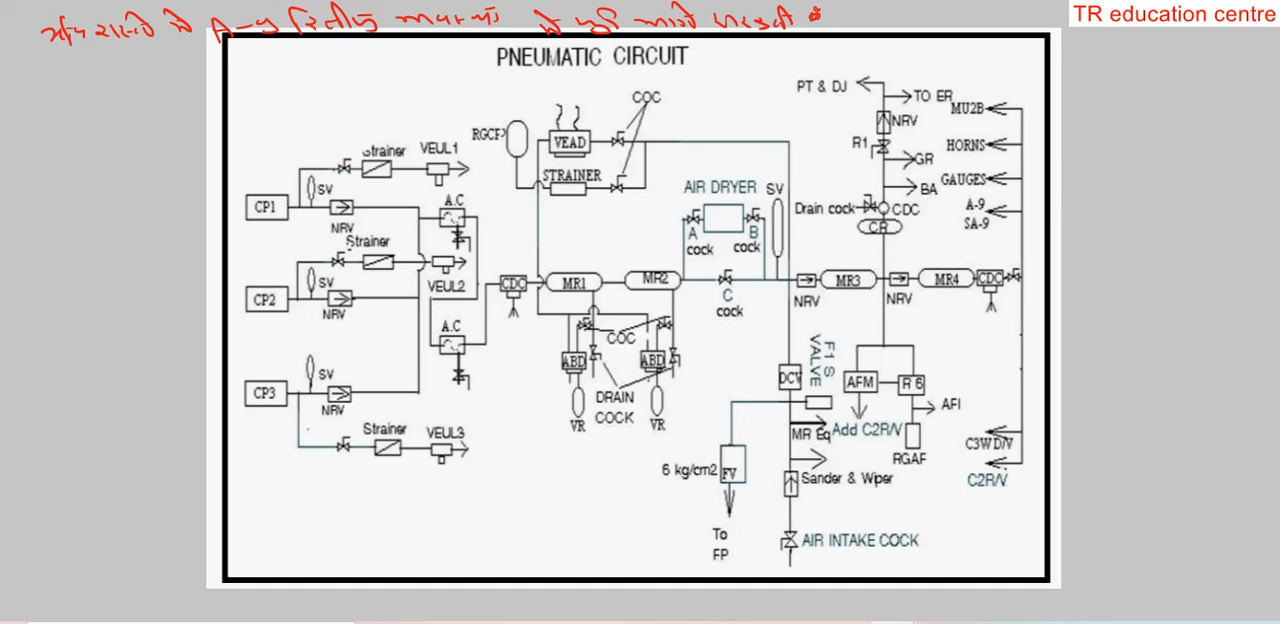 TR education centre
PNEUMATIC CIRCUIT
COC
PT & DJ
TO ER
MU2B
NRV
RGCP
VEAD
R1
HORNS
Strainer
VEUL1
GR
STRAINER
AIR DRYER
SV
GAUGES
BA
SV
A.C
CP1
Drain cock
CDC
A-9
SA-9
NRV
A
cock
B
cock
CR
Strainer
SV
CDC
MR1
MR2
MR3
MR4
CDC
CP2
VEUL2
C
cock
NRV
NRV
NRV
A.C
COC
F1 S
VALVE
ABD
ABD
SV
DCV
AFM
R6
CP3
DRAIN
COCK
NRV
VR
VR
AFI
Strainer
VEUL3
MR Eq
Add C2R/V
C3W D/V
RGAF
6 kg/cm2
FV
Sander & Wiper
C2R/V
To
FP
AIR INTAKE COCK